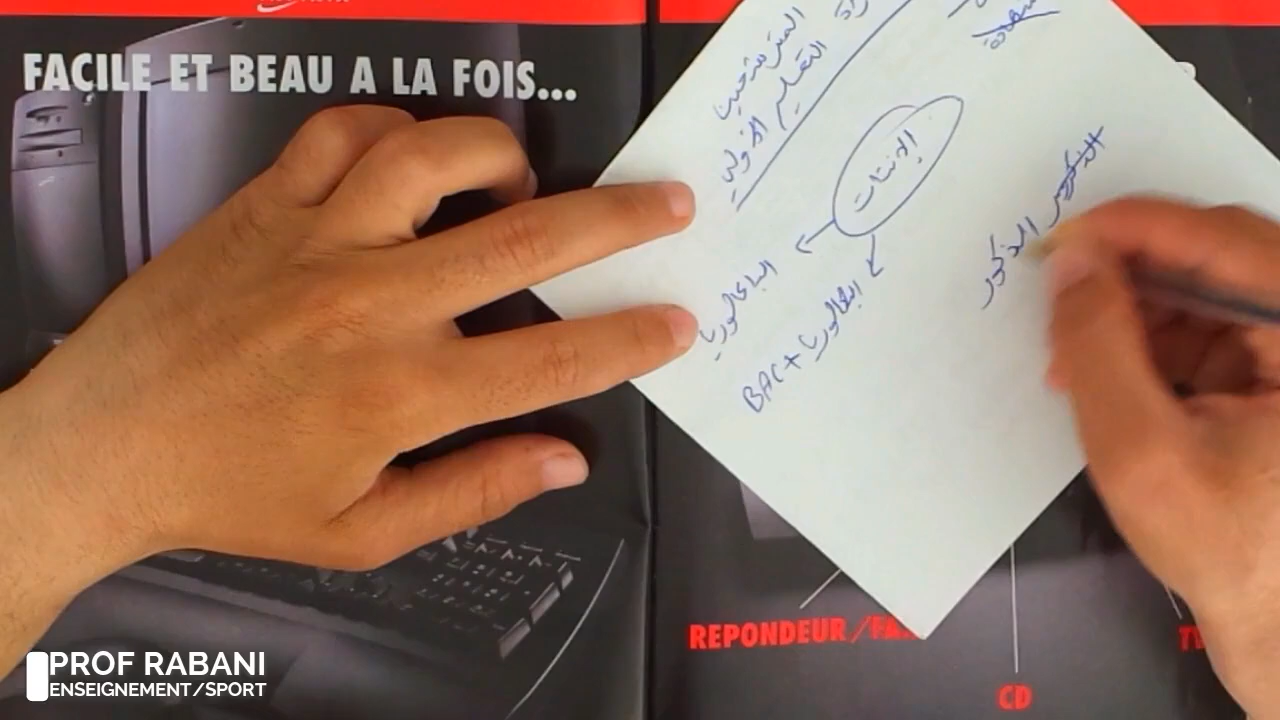 FACILE ET BEAU A LA FOIS...
المترشحين
التعليم الأولي
الإناث
الباكالوريا
البكالوريا +BAC
الذكور
REPONDEUR/FA
CD
PROF RABANI
ENSEIGNEMENT/SPORT